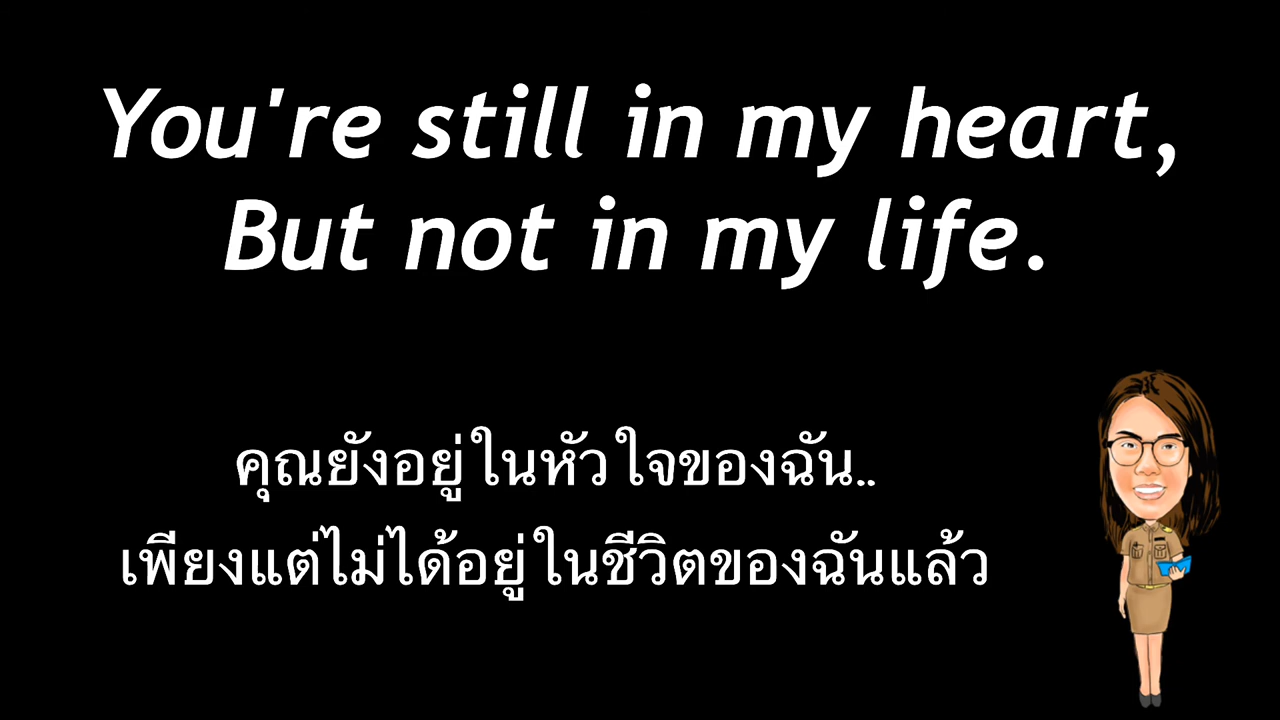 You're still in my heart,
But not in my life.
คุณยังอยู่ในหัวใจของฉัน..
เพียงแต่ไม่ได้อยู่ในชีวิตของฉันแล้ว